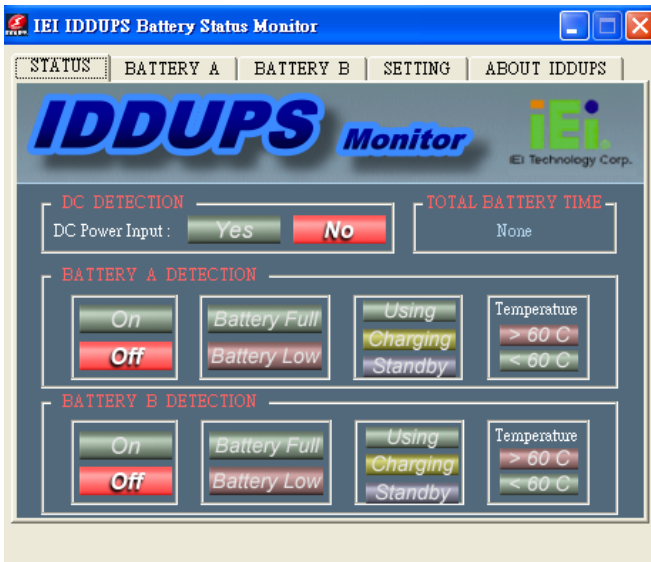 IEI IDDUPS Battery Status Monitor
STATUS BATTERY A BATTERY B SETTING ABOUT IDDUPS
IDDUPS Monitor
iEi
IEI Technology Corp.
DC DETECTION
DC Power Input : Yes No
TOTAL BATTERY TIME
None
BATTERY A DETECTION
On
Off
Battery Full
Battery Low
Using
Charging
Standby
Temperature
> 60 C
< 60 C
BATTERY B DETECTION
On
Off
Battery Full
Battery Low
Using
Charging
Standby
Temperature
> 60 C
< 60 C